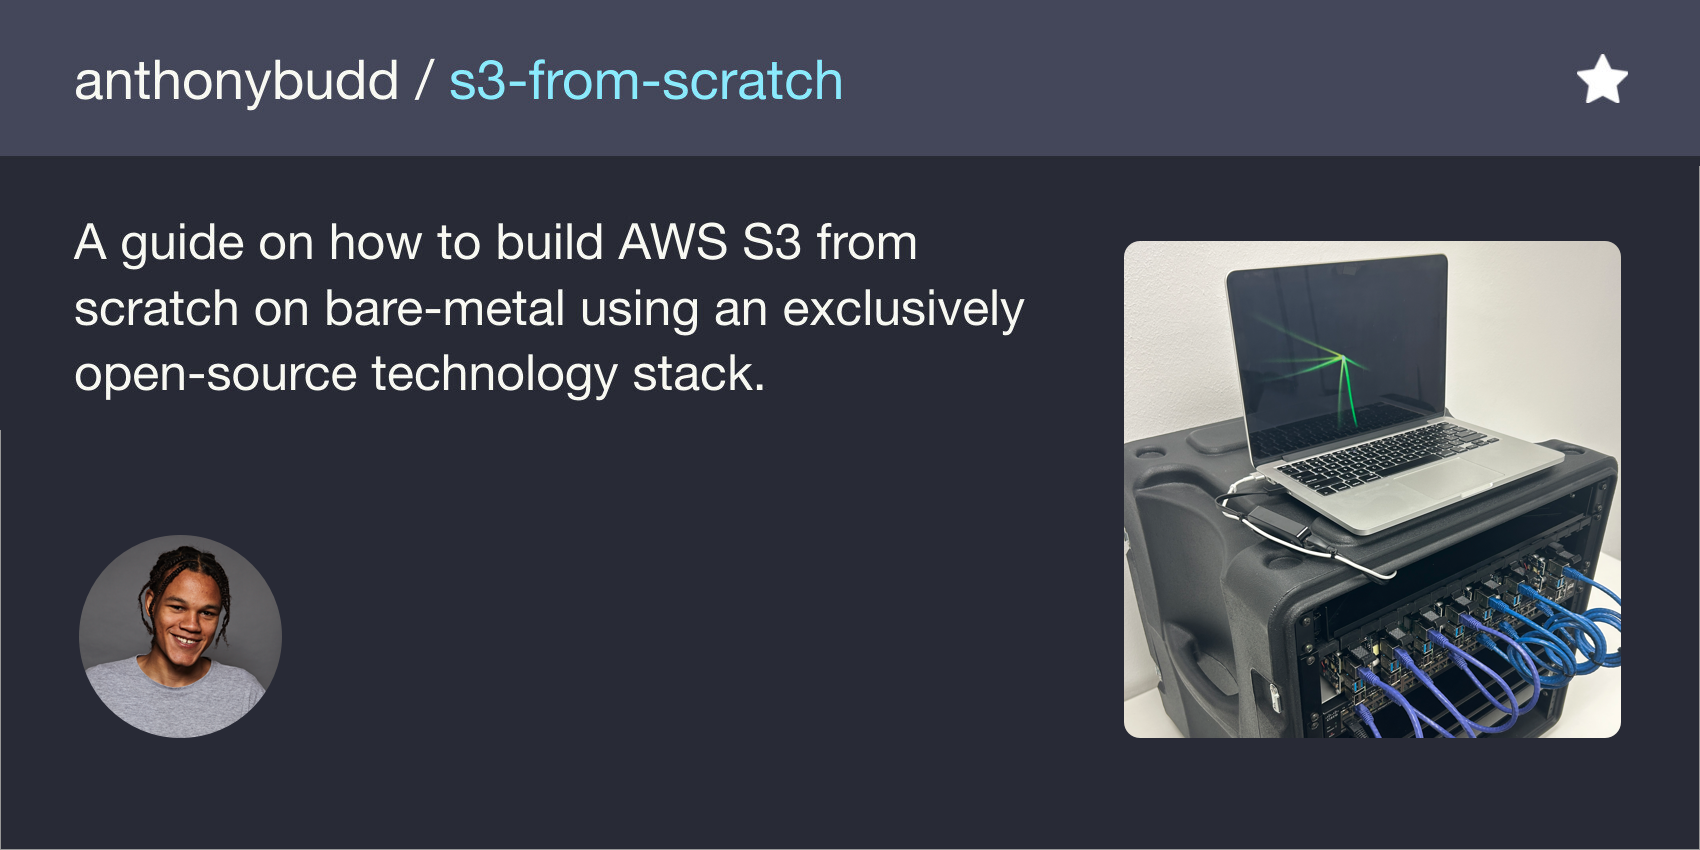 anthonybudd / s3-from-scratch
A guide on how to build AWS S3 from
scratch on bare-metal using an exclusively
open-source technology stack.